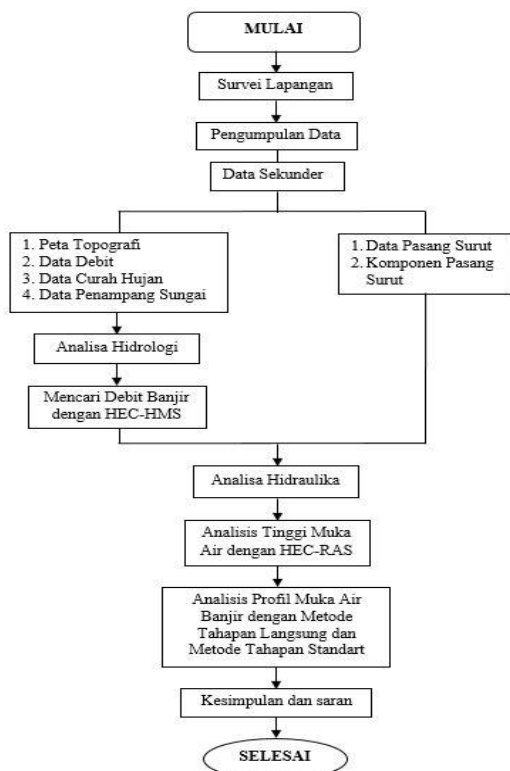 MULAI
Survei Lapangan
Pengumpulan Data
Data Sekunder
1. Peta Topografi
2. Data Debit
3. Data Curah Hujan
4. Data Penampang Sungai
1. Data Pasang Surut
2. Komponen Pasang
Surut
Analisa Hidrologi
Mencari Debit Banjir
dengan HEC-HMS
Analisa Hidraulika
Analisis Tinggi Muka
Air dengan HEC-RAS
Analisis Profil Muka Air
Banjir dengan Metode
Tahapan Langsung dan
Metode Tahapan Standart
Kesimpulan dan saran
SELESAI